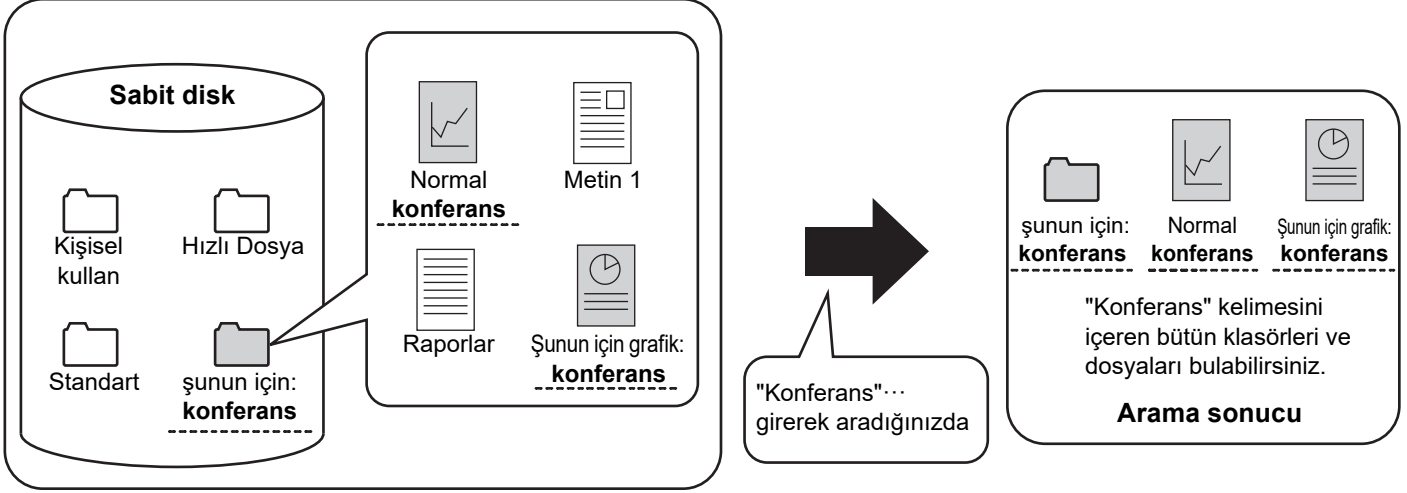 Sabit disk
Kişisel
kullan
Hızlı Dosya
Standart
şunun için:
konferans
Normal
konferans
Metin 1
Raporlar
Şunun için grafik:
konferans
"Konferans"···
girerek aradığınızda
şunun için:
konferans
Normal
konferans
Şunun için grafik:
konferans
"Konferans" kelimesini
içeren bütün klasörleri ve
dosyaları bulabilirsiniz.
Arama sonucu